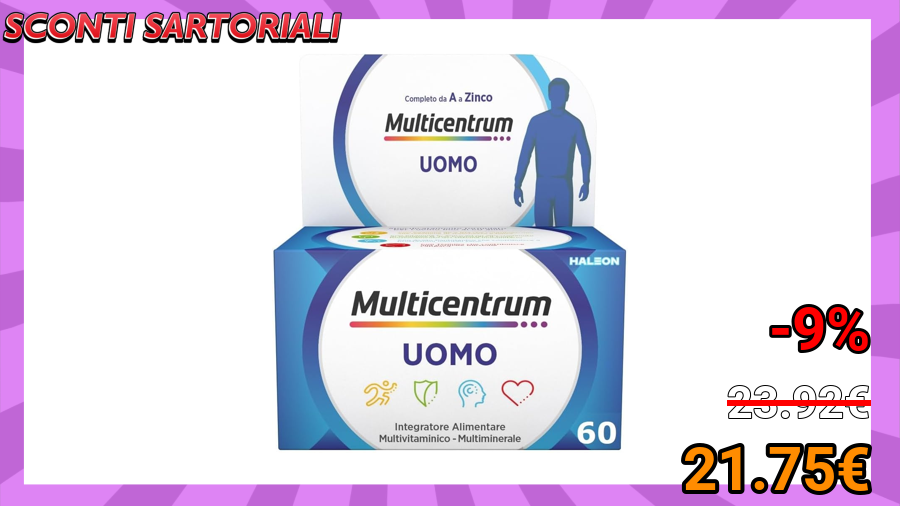 SCONTI SARTORIALI
Completo da A a Zinco
Multicentrum
UOMO
HALEON
Multicentrum
UOMO
Integratore Alimentare
Multivitaminico - Multiminerale
60
-9%
23.92€
21.75€